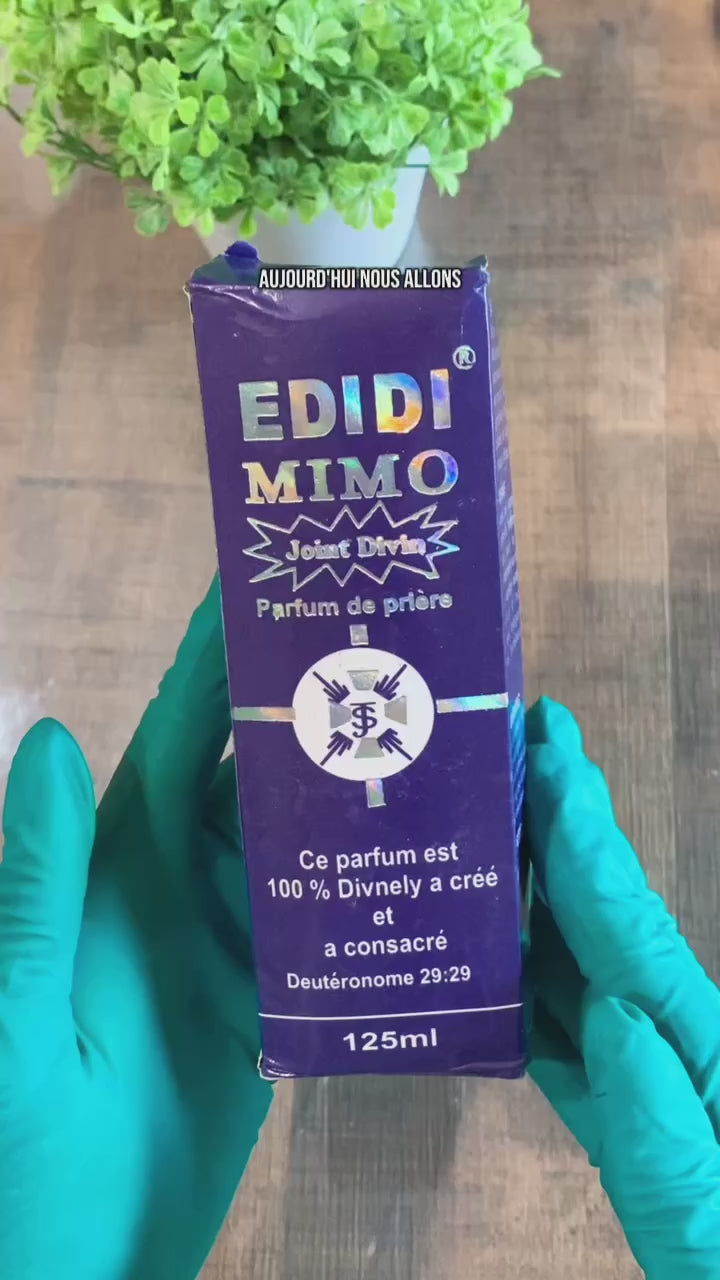 AUJOURD'HUI NOUS ALLONS
EDIDI®
MIMO
Joint Divin
Parfum de prière
Ce parfum est
100 % Divnely a créé
et
a consacré
Deutéronome 29:29
125ml